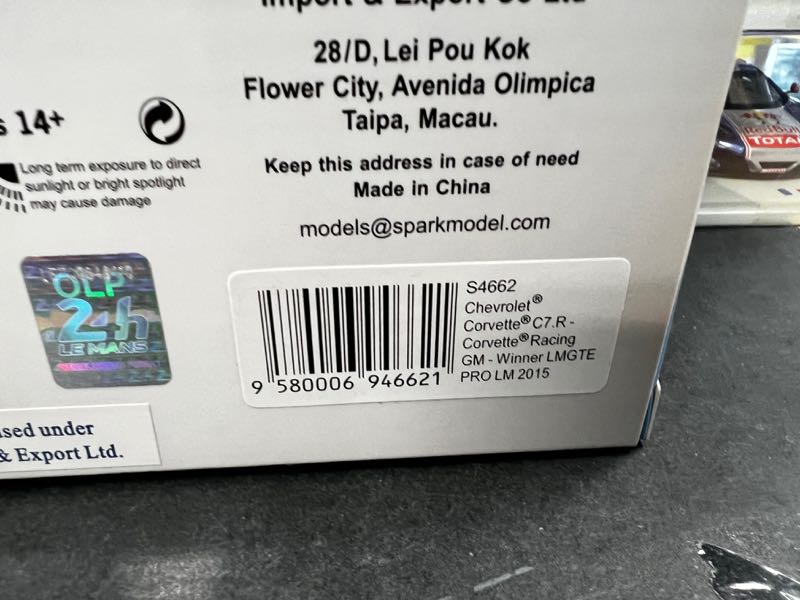 Import & Export Co Ltd
28/D, Lei Pou Kok
Flower City, Avenida Olimpica
Taipa, Macau.
s 14+
Keep this address in case of need
Made in China
Long term exposure to direct
sunlight or bright spotlight
may cause damage
models@sparkmodel.com
OLP
24h
LE MANS
S4662
Chevrolet®
Corvette® C7.R -
Corvette® Racing
GM - Winner LMGTE
PRO LM 2015
9 580006 946621
sed under
& Export Ltd.
Red Bull
TOTA